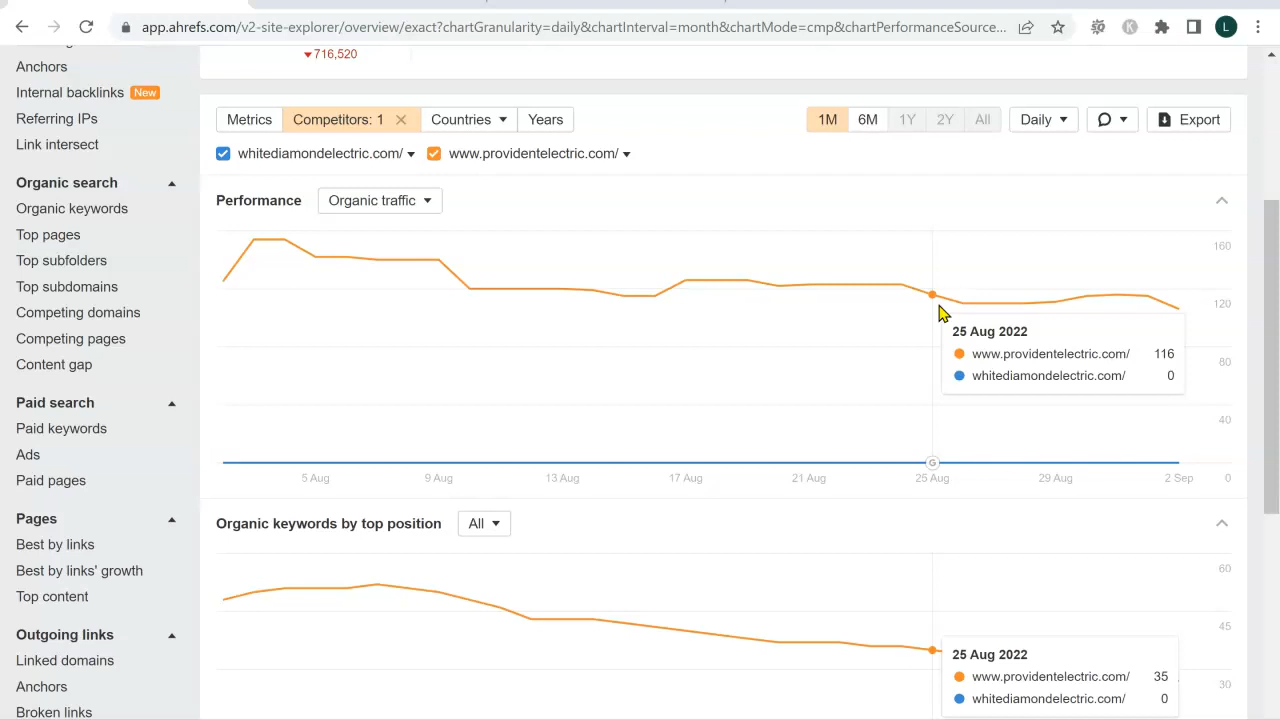 app.ahrefs.com/v2-site-explorer/overview/exact?chartGranularity=daily&chartInterval=month&chartMode=cmp&chartPerformanceSource...
L
Anchors
Internal backlinks New
Referring IPs
Link intersect
Organic search
Organic keywords
Top pages
Top subfolders
Top subdomains
Competing domains
Competing pages
Content gap
Paid search
Paid keywords
Ads
Paid pages
Pages
Best by links
Best by links' growth
Top content
Outgoing links
Linked domains
Anchors
Broken links
716,520
Metrics Competitors: 1 Countries Years 1M 6M 1Y 2Y All Daily Export
whitediamondelectric.com/ www.providentelectric.com/
Performance Organic traffic
160
120
80
40
0
25 Aug 2022
www.providentelectric.com/ 116
whitediamondelectric.com/ 0
G
5 Aug 9 Aug 13 Aug 17 Aug 21 Aug 25 Aug 29 Aug 2 Sep
Organic keywords by top position All
60
45
30
25 Aug 2022
www.providentelectric.com/ 35
whitediamondelectric.com/ 0